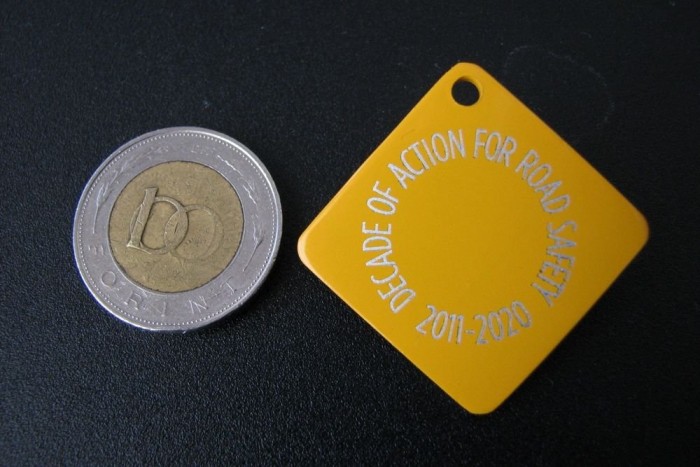 100
FORINT
DECADE OF ACTION FOR ROAD SAFETY
2011-2020